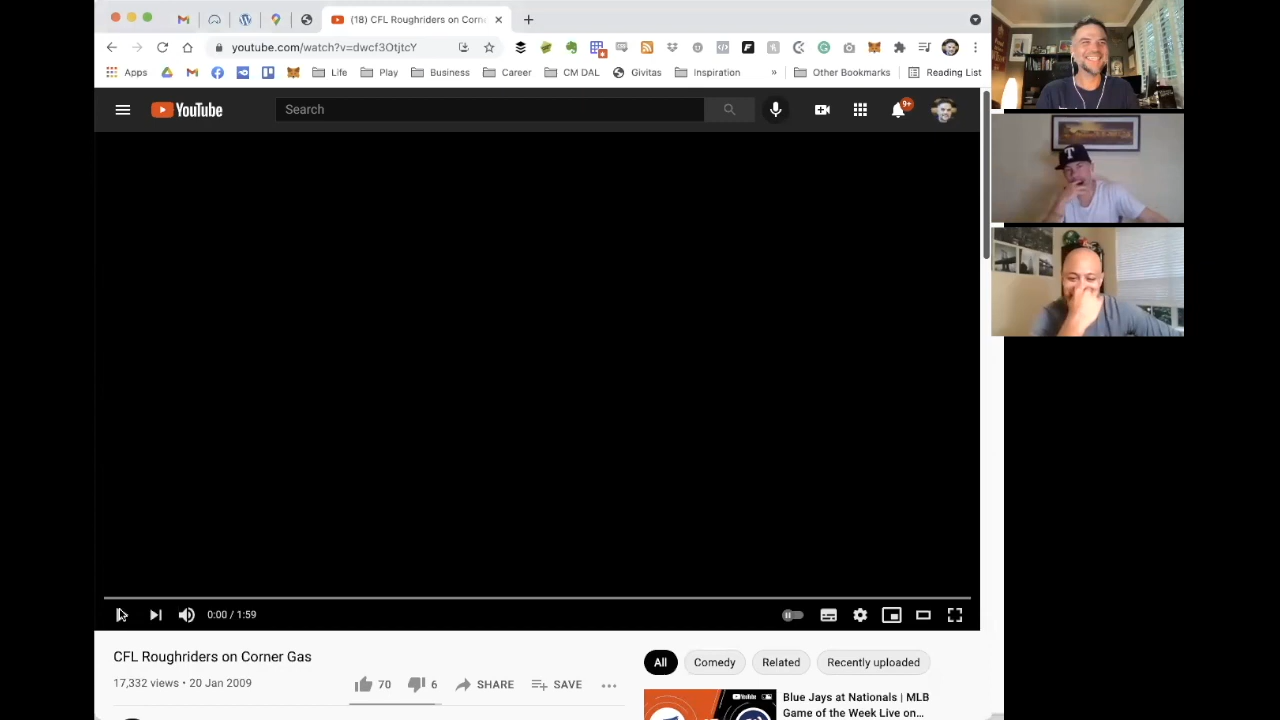 (18) CFL Roughriders on Corn
youtube.com/watch?v=dwcf3OtjtcY
Apps
Life
Play
Business
Career
CM DAL
Givitas
Inspiration
»
Other Bookmarks
Reading List
YouTube
Search
9+
T
0:00 / 1:59
CFL Roughriders on Corner Gas
17,332 views • 20 Jan 2009
70
6
SHARE
SAVE
All
Comedy
Related
Recently uploaded
YouTube
Blue Jays at Nationals | MLB
Game of the Week Live on...